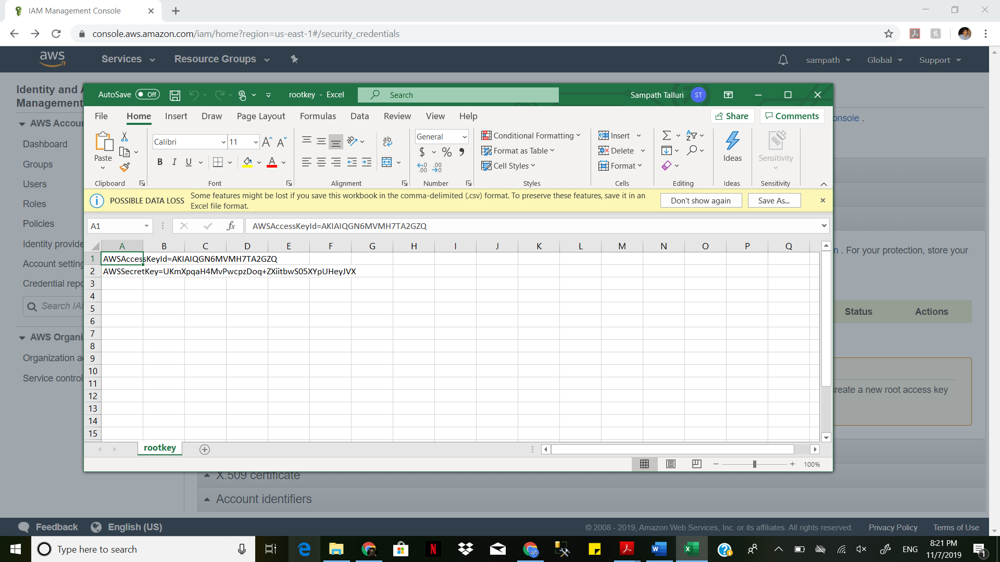 IAM Management Console
console.aws.amazon.com/iam/home?region=us-east-1#/security_credentials
aws Services Resource Groups sampath Global Support
Identity and A
Management
AWS Accour
Dashboard
Groups
Users
Roles
Policies
Identity provide
Account setting
Credential repo
Search IA
AWS Organi
Organization a
Service control
AutoSave Off rootkey - Excel Search Sampath Talluri ST
File Home Insert Draw Page Layout Formulas Data Review View Help Share Comments
Paste
Calibri 11
B I U
A A A
ab
General
$ % 9
.00 .00
Conditional Formatting
Format as Table
Cell Styles
Insert
Delete
Format
Ideas
Sensitivity
Clipboard Font Alignment Number Styles Cells Editing Ideas Sensitivity
POSSIBLE DATA LOSS Some features might be lost if you save this workbook in the comma-delimited (.csv) format. To preserve these features, save it in an
Excel file format.
Don't show again Save As...
A1 fx AWSAccessKeyId=AKIAIQGN6MVMH7TA2GZQ
A B C D E F G H I J K L M N O P Q
1 AWSAccessKeyId=AKIAIQGN6MVMH7TA2GZQ
2 AWSSecretKey=UKmXpqaH4MvPwcpzDoq+ZXiitbwS05XYpUHeyJVX
3
4
5
6
7
8
9
10
11
12
13
14
15
rootkey
100%
onsole .
n . For your protection, store your
Status Actions
create a new root access key
X.509 certificate
Account identifiers
Feedback English (US) © 2008 - 2019, Amazon Web Services, Inc. or its affiliates. All rights reserved. Privacy Policy Terms of Use
Type here to search
ENG
8:21 PM
11/7/2019
1